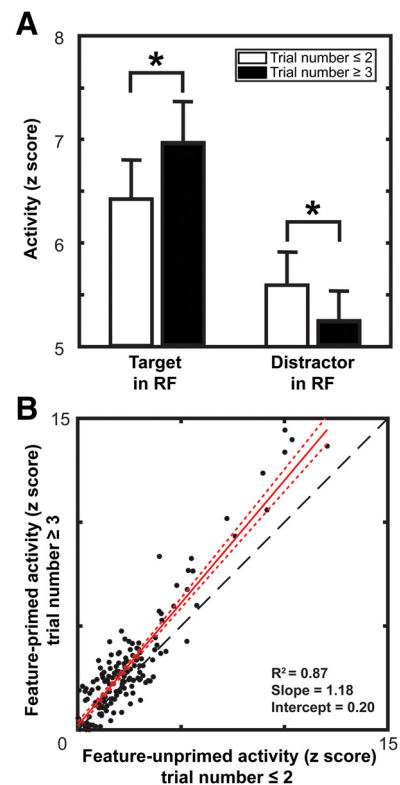 A
8
7
6
5
Activity (z score)
Trial number ≤ 2
Trial number ≥ 3
*
*
Target
in RF
Distractor
in RF
B
15
Feature-primed activity (z score)
trial number ≥ 3
R² = 0.87
Slope = 1.18
Intercept = 0.20
0
15
Feature-unprimed activity (z score)
trial number ≤ 2